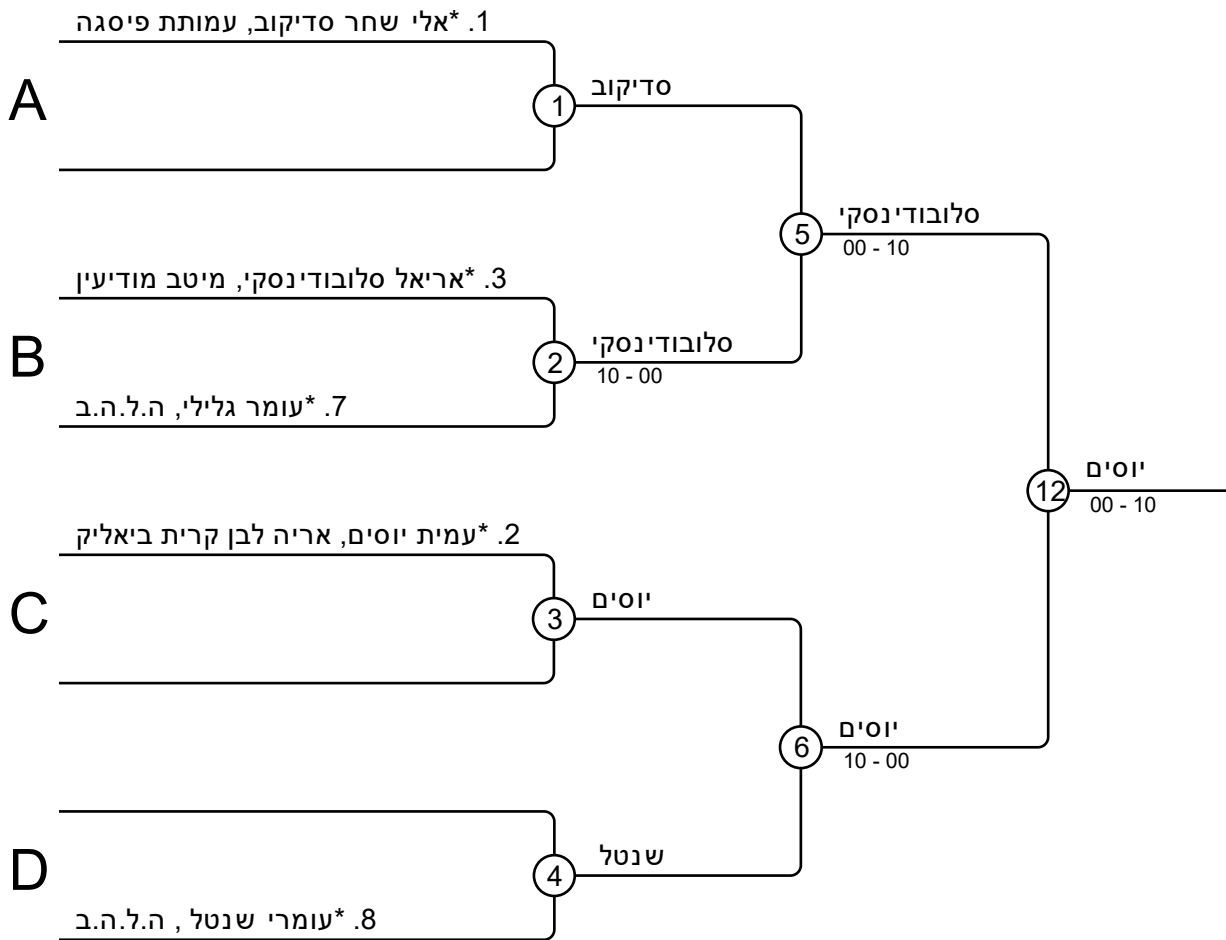 1. *אלי שחר סדיקוב, עמותת פיסגה
A
1
סדיקוב
5
סלובודינסקי
00 - 10
3. *אריאל סלובודינסקי, מיטב מודיעין
B
2
סלובודינסקי
10 - 00
7. *עומר גלילי, ה.ל.ה.ב
12
יוסים
00 - 10
2. *עמית יוסים, אריה לבן קרית ביאליק
C
3
יוסים
6
יוסים
10 - 00
D
4
שנטל
8. *עומרי שנטל , ה.ל.ה.ב